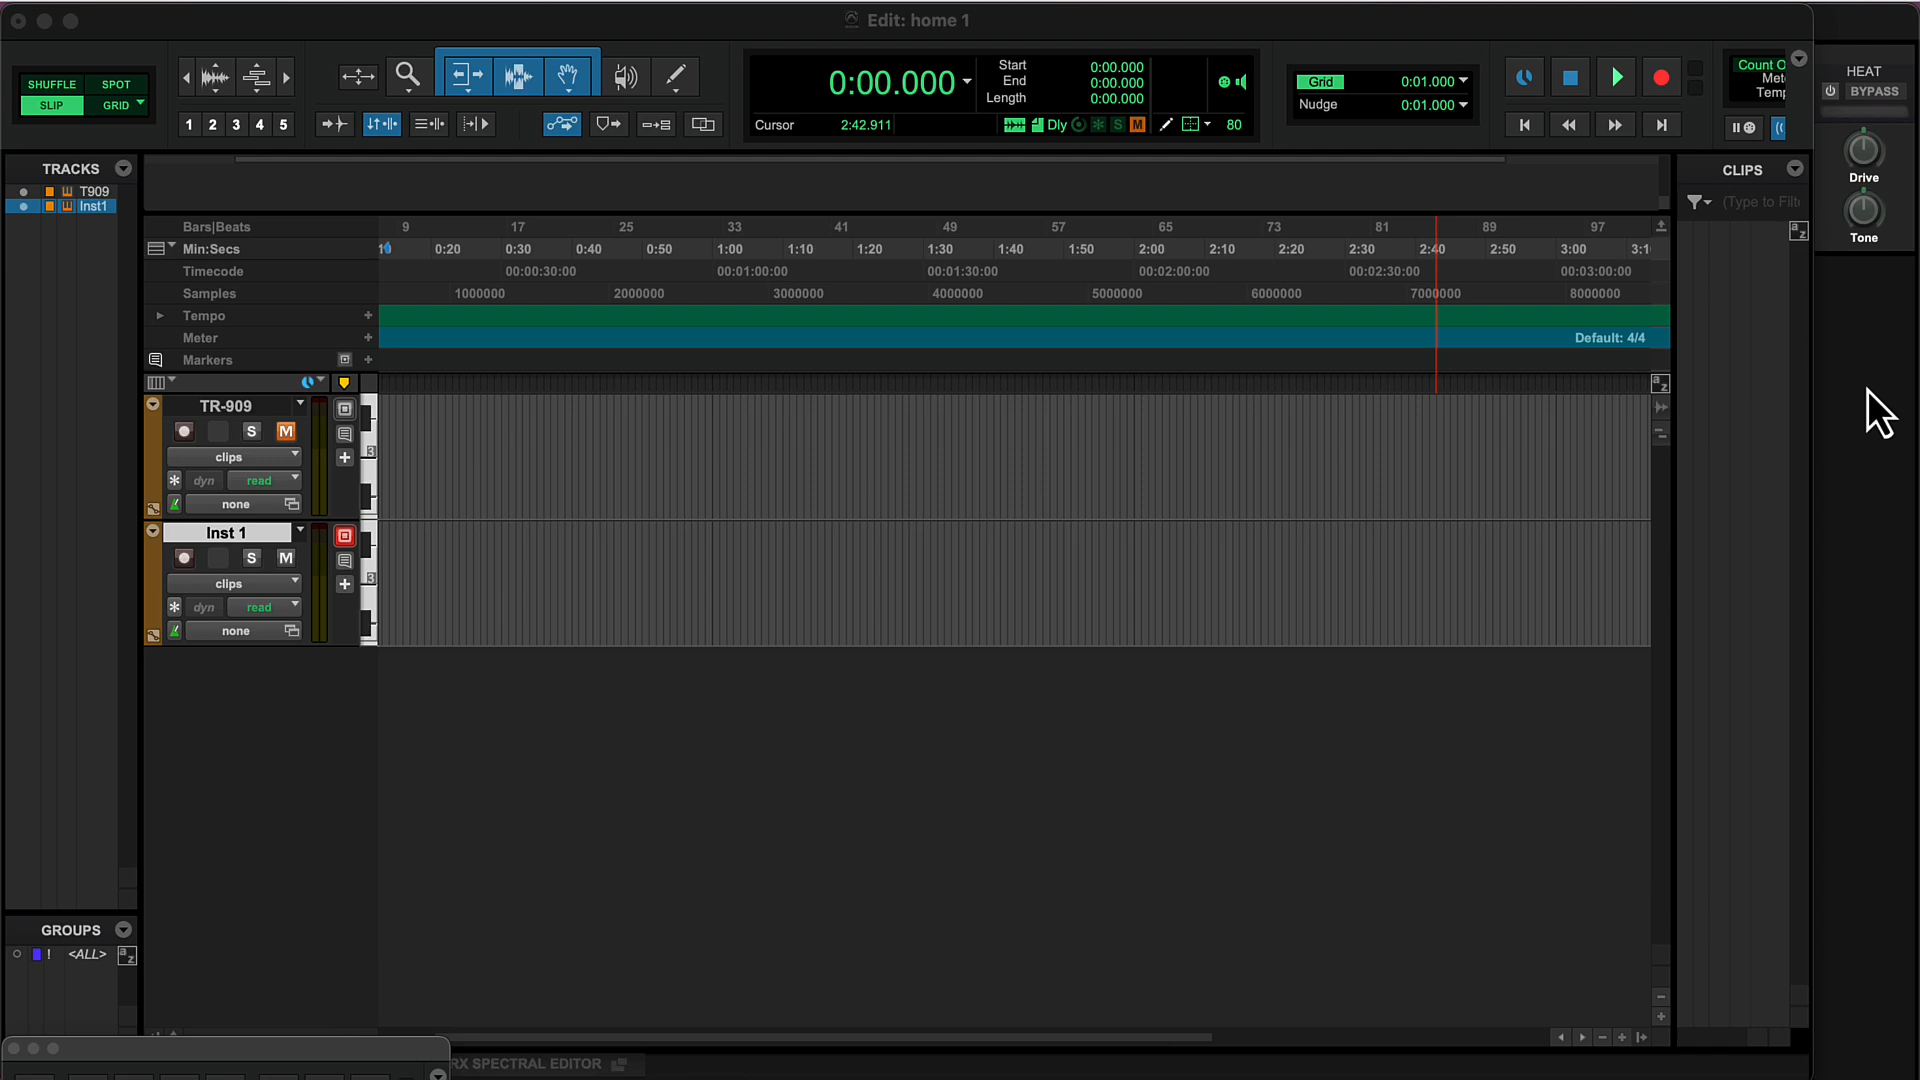 Edit: home 1
SHUFFLE SPOT
SLIP GRID
1 2 3 4 5
0:00.000
Start 0:00.000
End 0:00.000
Length 0:00.000
Cursor 2:42.911
Dly S M 80
Grid 0:01.000
Nudge 0:01.000
Count O
Met
Temp
HEAT
BYPASS
Drive
Tone
TRACKS
T909
Inst1
CLIPS
(Type to Filt
Bars|Beats 9 17 25 33 41 49 57 65 73 81 89 97
Min:Secs 0:20 0:30 0:40 0:50 1:00 1:10 1:20 1:30 1:40 1:50 2:00 2:10 2:20 2:30 2:40 2:50 3:00 3:1
Timecode 00:00:30:00 00:01:00:00 00:01:30:00 00:02:00:00 00:02:30:00 00:03:00:00
Samples 1000000 2000000 3000000 4000000 5000000 6000000 7000000 8000000
Tempo
Meter Default: 4/4
Markers
TR-909
S M
clips
dyn read
none
3
Inst 1
S M
clips
dyn read
none
3
GROUPS
! <ALL>
a z
RX SPECTRAL EDITOR